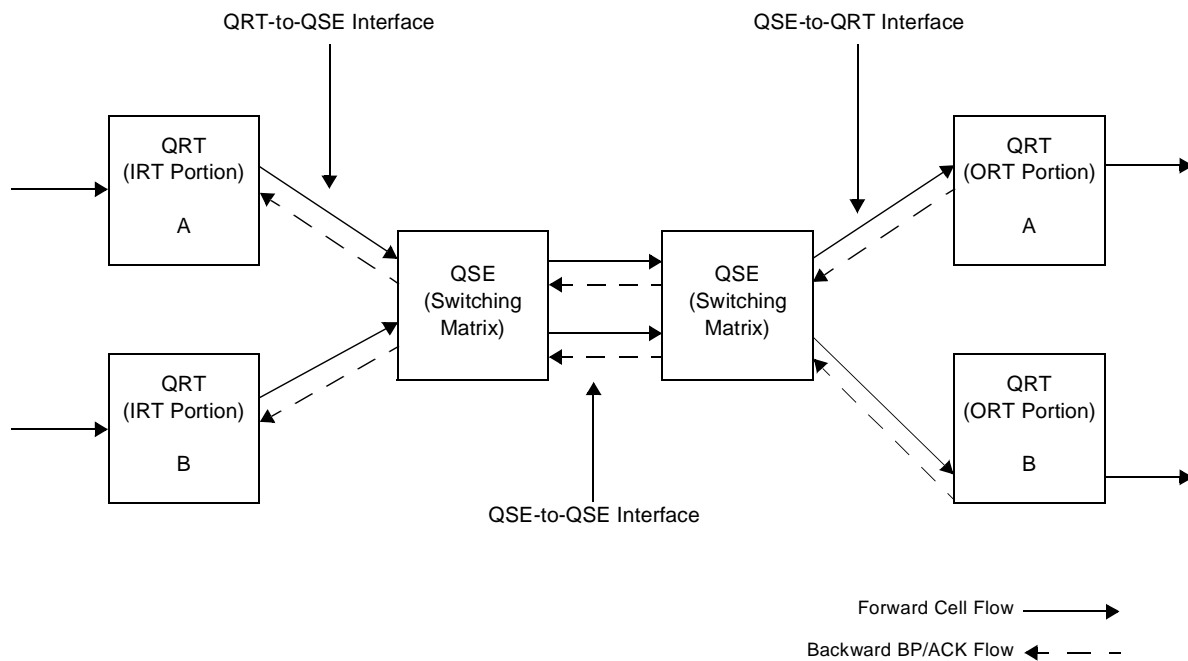 QRT-to-QSE Interface
QSE-to-QRT Interface
QRT
(IRT Portion)
A
QRT
(ORT Portion)
A
QSE
(Switching
Matrix)
QSE
(Switching
Matrix)
QRT
(IRT Portion)
B
QRT
(ORT Portion)
B
QSE-to-QSE Interface
Forward Cell Flow
Backward BP/ACK Flow